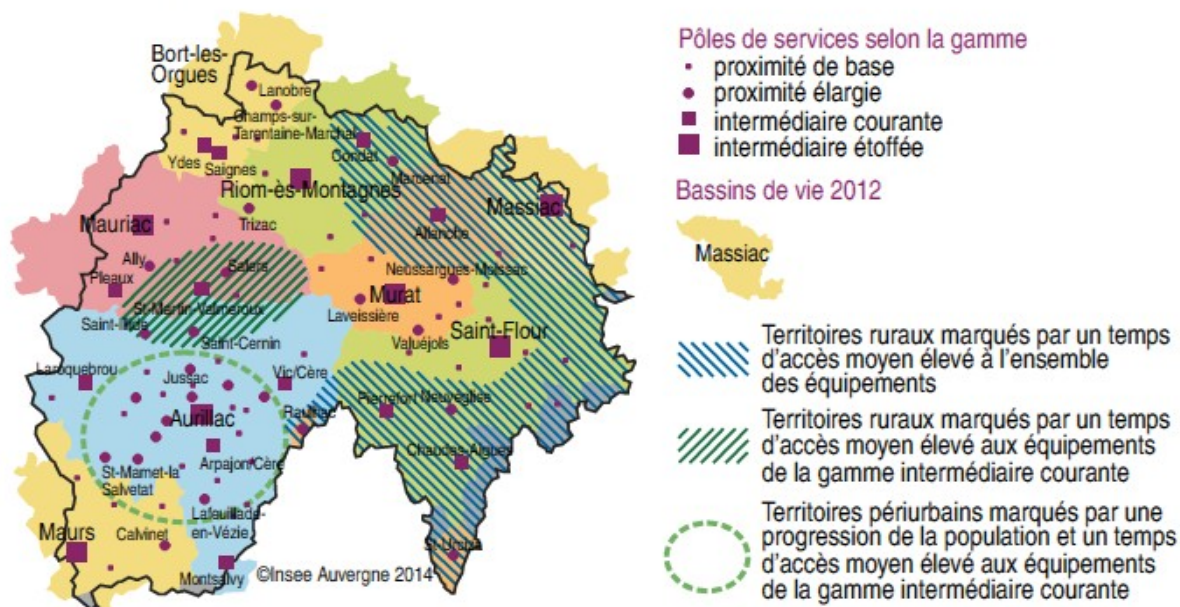 Bort-les-
Orgues
Lanobre
Champs-sur-
Tarentaine-Marchal
Ydes
Saignes
Condat
Marcenat
Riom-ès-Montagnes
Massiac
Mauriac
Trizac
Allanche
Ally
Salers
Pleaux
Neussargues-Moissac
Murat
St-Martin-Valmeroux
Laveissière
Saint-Illide
Saint-Flour
Saint-Cernin
Valuéjols
Laroquebrou
Jussac
Vic/Cère
Pierrefort
Neuvéglise
Aurillac
Raulhac
Chaudes-Aigues
Arpajon/Cère
St-Mamet-la
Salvetat
Lafeuillade-
en-Vézie
Maurs
Calvinet
Montsalvy
©Insee Auvergne 2014
Pôles de services selon la gamme
proximité de base
proximité élargie
intermédiaire courante
intermédiaire étoffée
Bassins de vie 2012
Massiac
Territoires ruraux marqués par un temps
d'accès moyen élevé à l'ensemble
des équipements
Territoires ruraux marqués par un temps
d'accès moyen élevé aux équipements
de la gamme intermédiaire courante
Territoires périurbains marqués par une
progression de la population et un temps
d'accès moyen élevé aux équipements
de la gamme intermédiaire courante